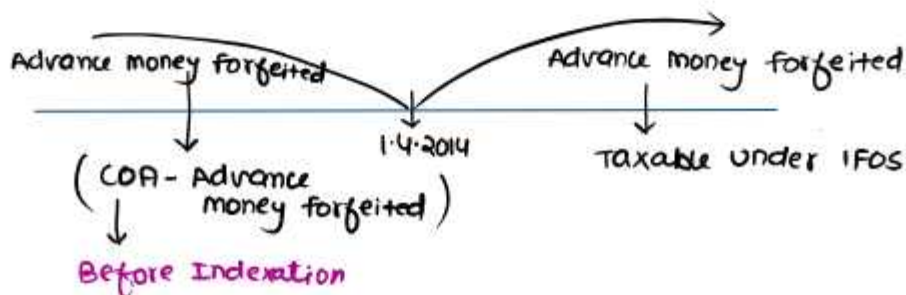 Advance money forfeited
Advance money forfeited
1.4.2014
Taxable under IFOS
(COA - Advance
money forfeited)
Before Indexation